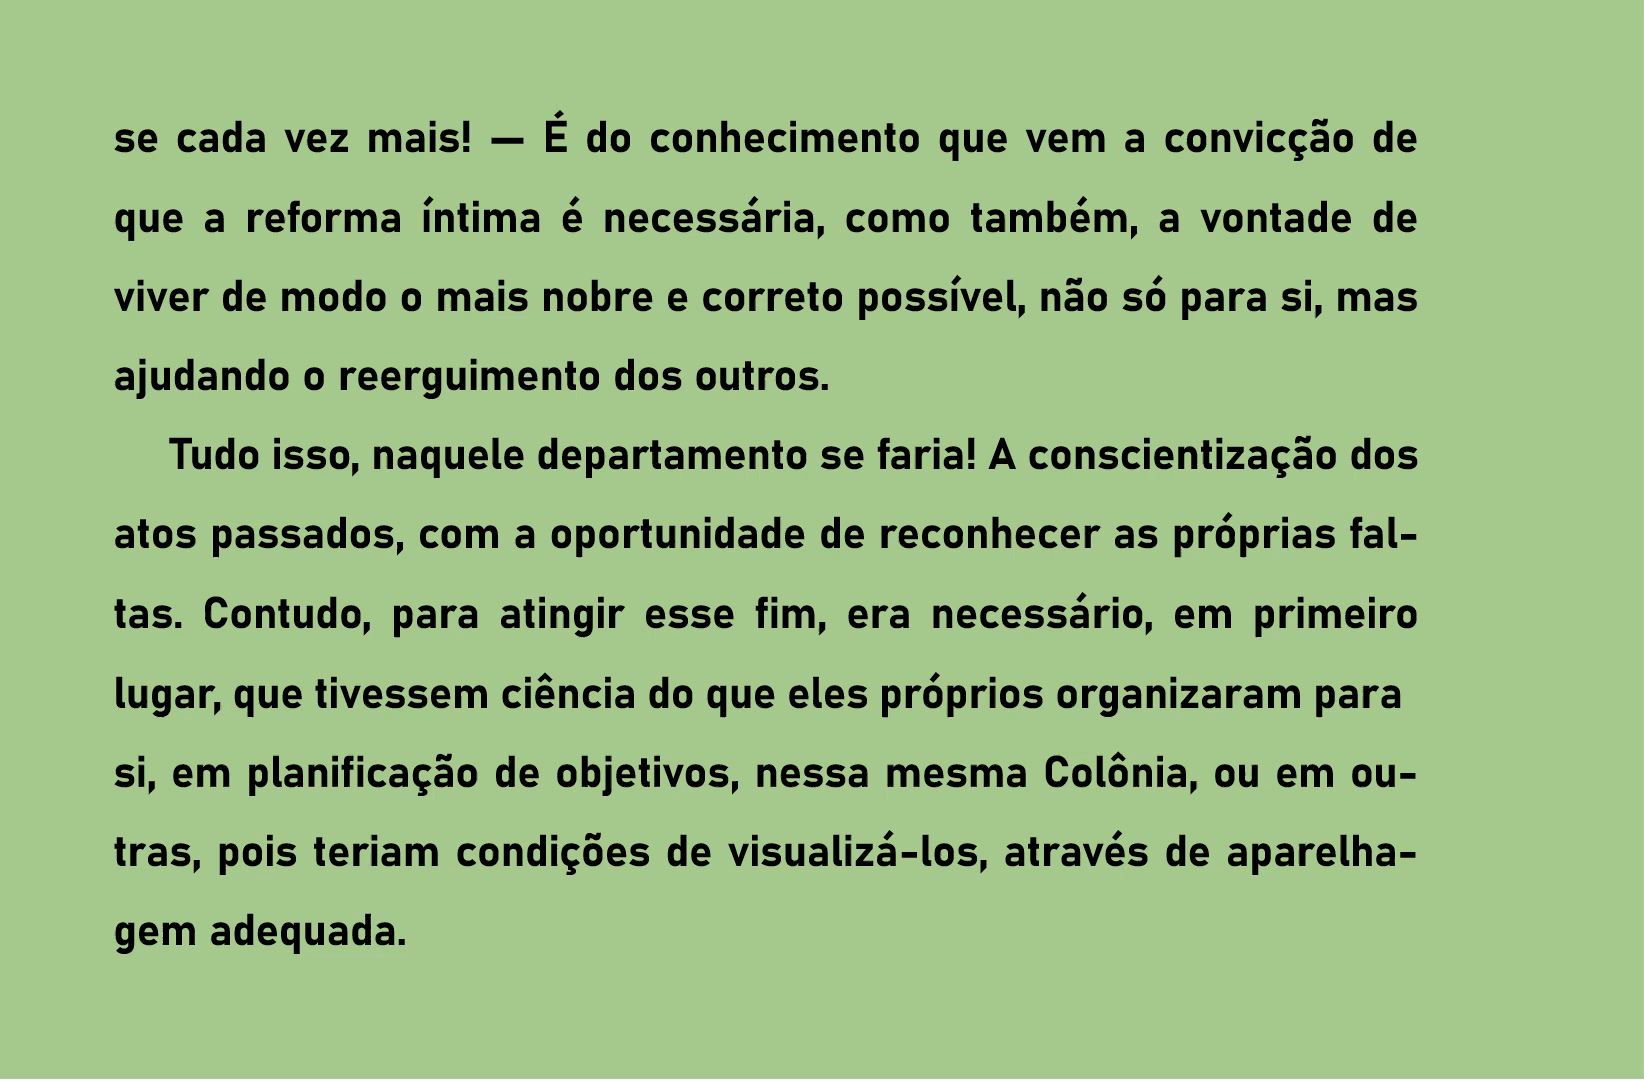 se cada vez mais! — É do conhecimento que vem a convicção de
que a reforma íntima é necessária, como também, a vontade de
viver de modo o mais nobre e correto possível, não só para si, mas
ajudando o reerguimento dos outros.
Tudo isso, naquele departamento se faria! A conscientização dos
atos passados, com a oportunidade de reconhecer as próprias fal-
tas. Contudo, para atingir esse fim, era necessário, em primeiro
lugar, que tivessem ciência do que eles próprios organizaram para
si, em planificação de objetivos, nessa mesma Colônia, ou em ou-
tras, pois teriam condições de visualizá-los, através de aparelha-
gem adequada.